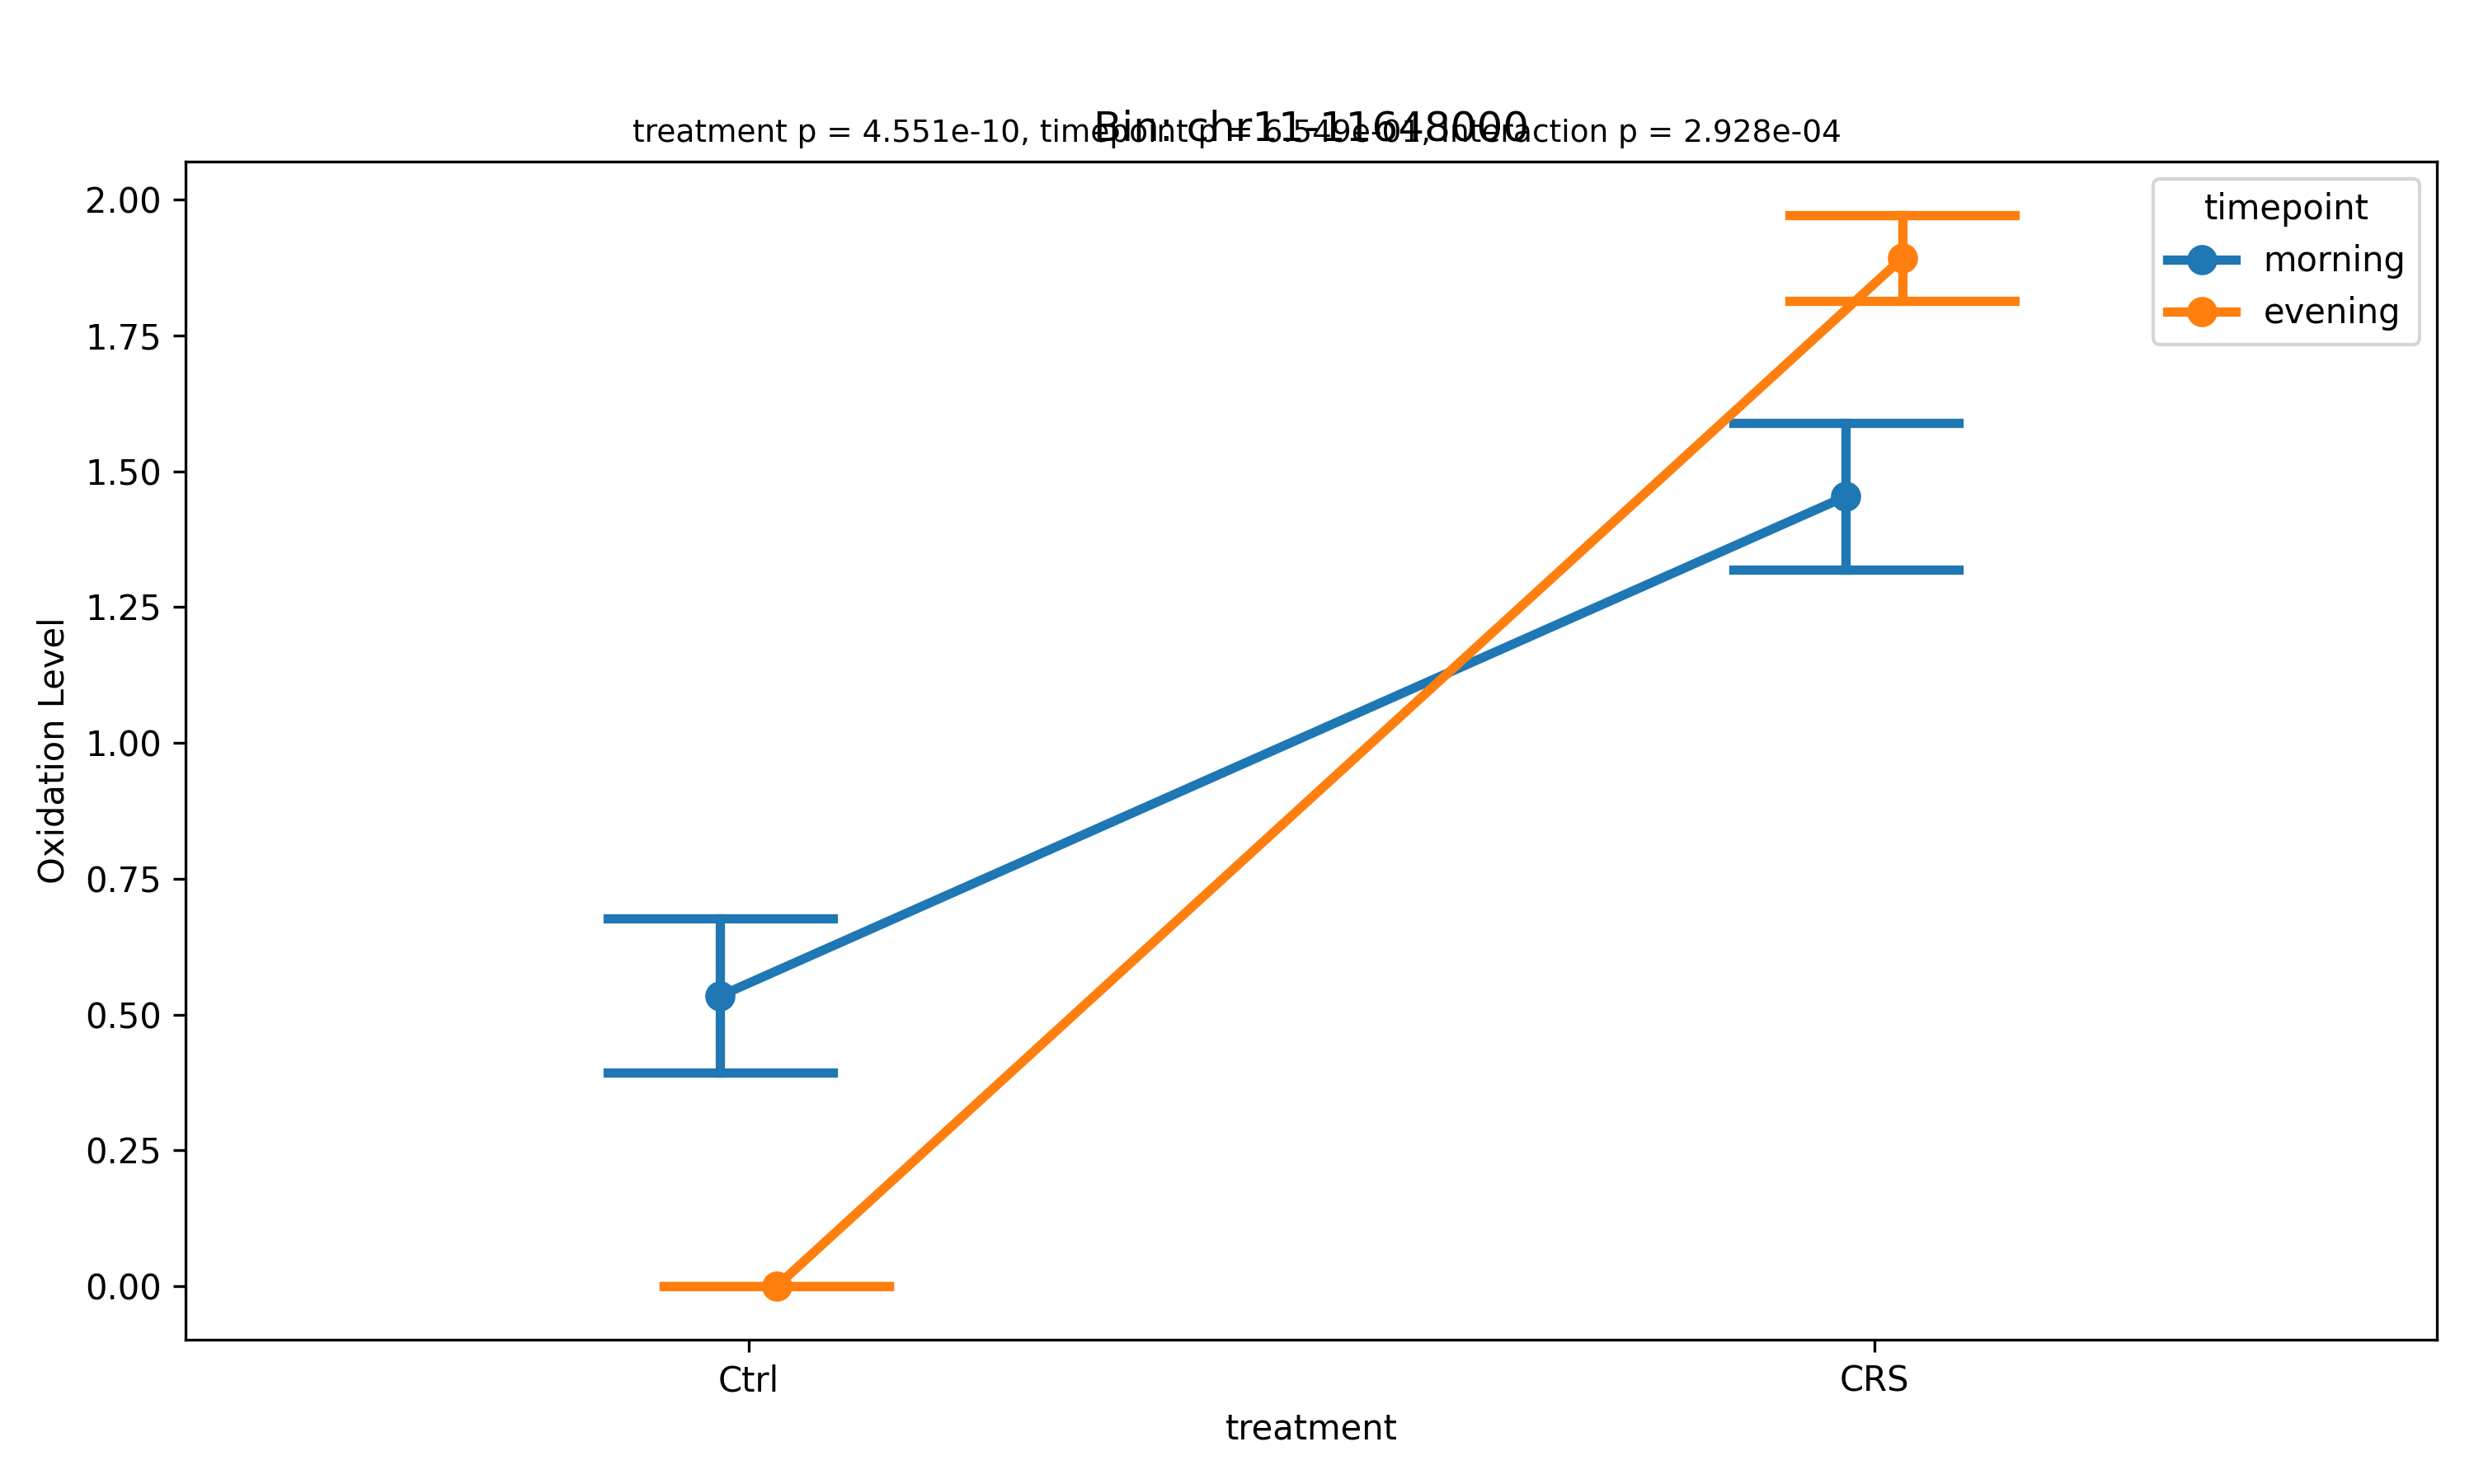 Bin: chr11-11648000
treatment p = 4.551e-10, timepoint p = 6.549e-01, interaction p = 2.928e-04
timepoint
morning
evening
Oxidation Level
2.00
1.75
1.50
1.25
1.00
0.75
0.50
0.25
0.00
Ctrl
CRS
treatment